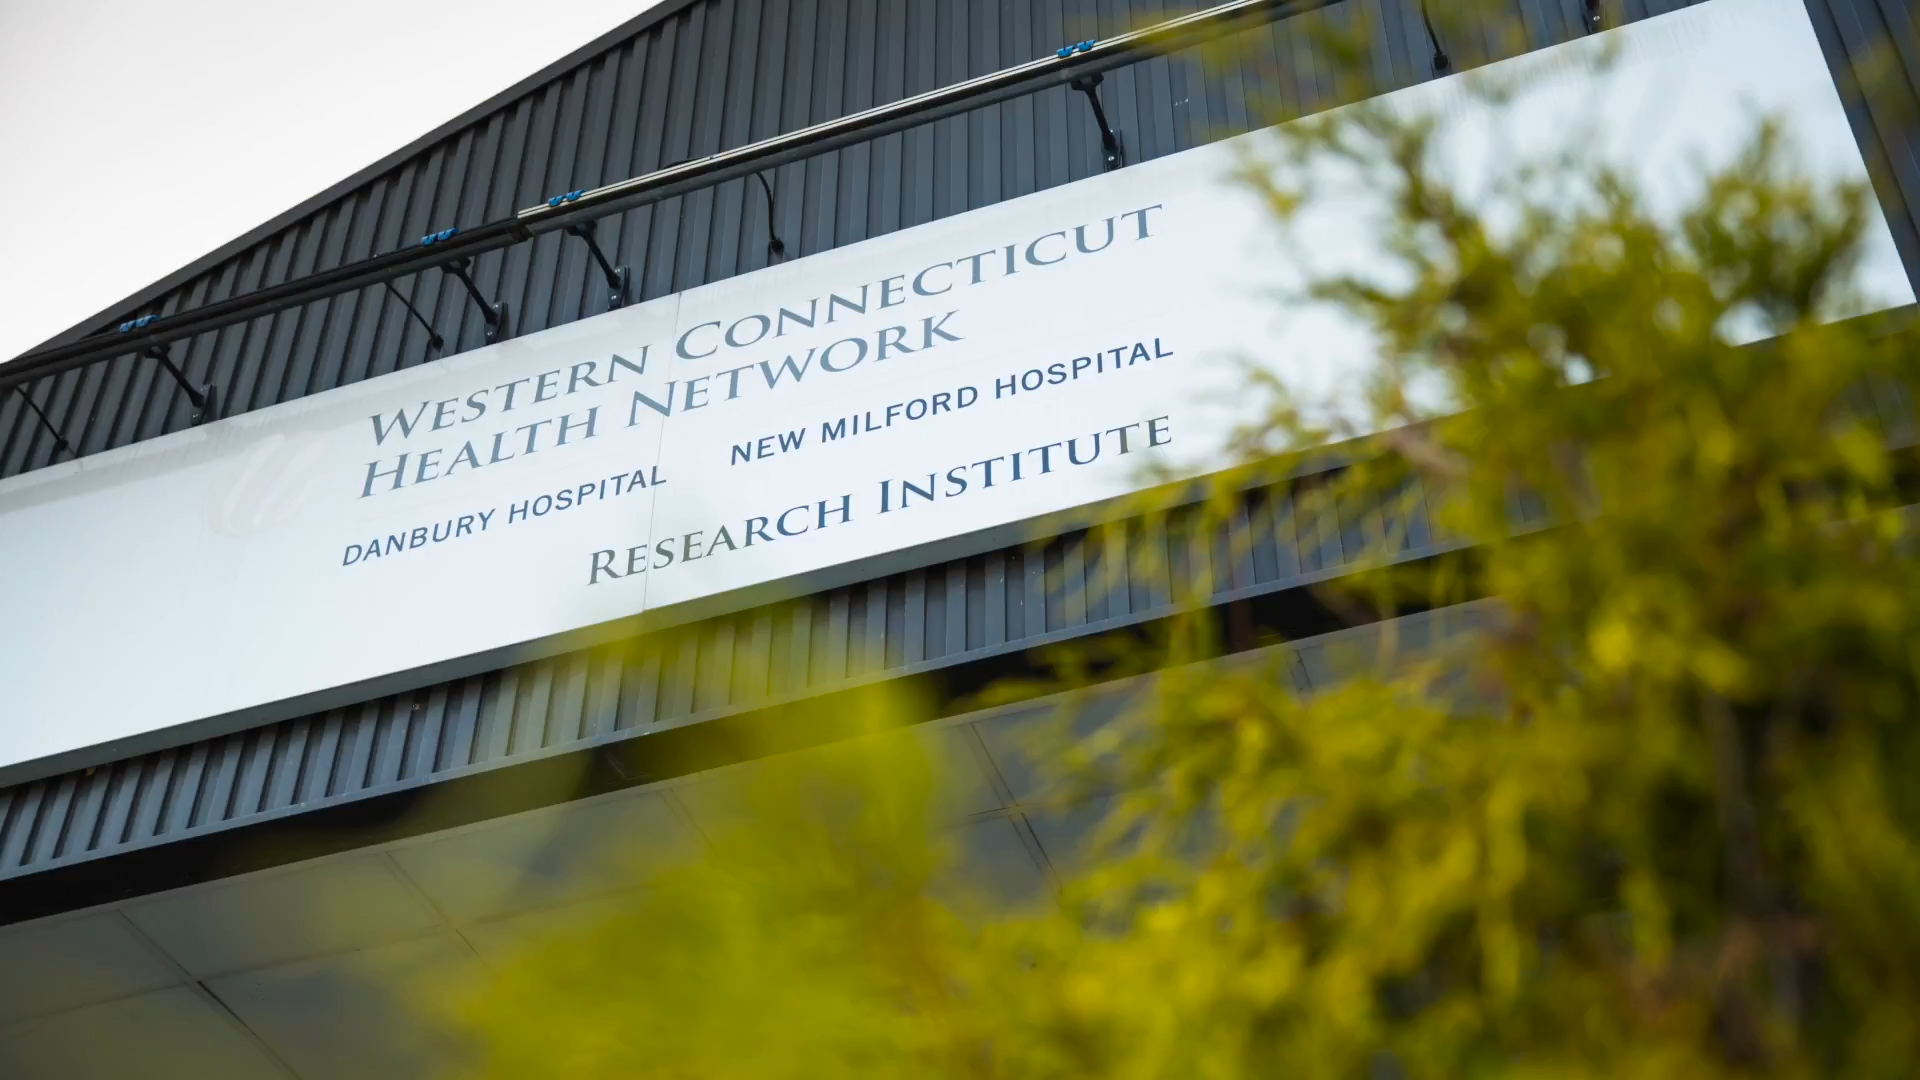 Western Connecticut
Health Network
DANBURY HOSPITAL NEW MILFORD HOSPITAL
Research Institute